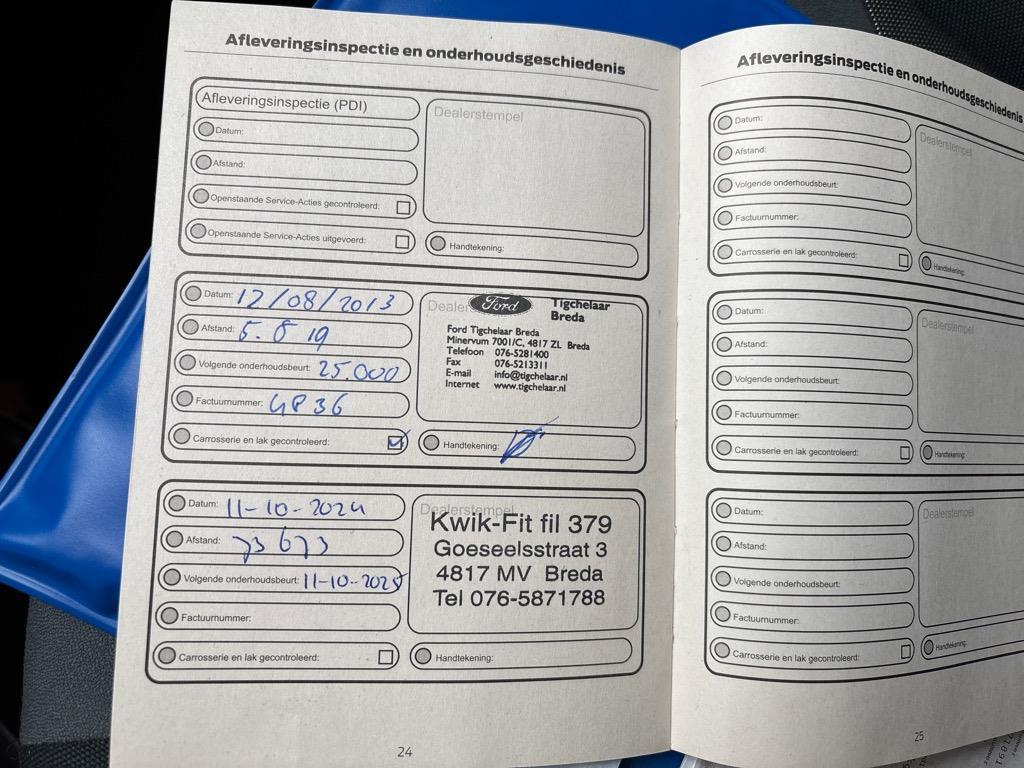 Afleveringsinspectie en onderhoudsgeschiedenis
Afleveringsinspectie (PDI)
Datum:
Afstand:
Openstaande Service-Acties gecontroleerd:
Openstaande Service-Acties uitgevoerd:
Dealerstempel
Handtekening:
Datum: 12/08/2013
Afstand: 5.819
Volgende onderhoudsbeurt: 25.000
Factuurnummer: 4836
Carrosserie en lak gecontroleerd:
Ford Tigchelaar
Breda
Ford Tigchelaar Breda
Minervum 7001/C, 4817 ZL Breda
Telefoon 076-5281400
Fax 076-5213311
E-mail info@tigchelaar.nl
Internet www.tigchelaar.nl
Handtekening:
Datum: 11-10-2024
Afstand: 73673
Volgende onderhoudsbeurt: 11-10-2025
Factuurnummer:
Carrosserie en lak gecontroleerd:
Dealerstempel
Kwik-Fit fil 379
Goeseelsstraat 3
4817 MV Breda
Tel 076-5871788
Handtekening:
24
Afleveringsinspectie en onderhoudsgeschiedenis
Datum:
Afstand:
Volgende onderhoudsbeurt:
Factuurnummer:
Carrosserie en lak gecontroleerd:
Dealerstempel
Handtekening:
Datum:
Afstand:
Volgende onderhoudsbeurt:
Factuurnummer:
Carrosserie en lak gecontroleerd:
Dealerstempel
Handtekening:
Datum:
Afstand:
Volgende onderhoudsbeurt:
Factuurnummer:
Carrosserie en lak gecontroleerd:
Dealerstempel
Handtekening:
25